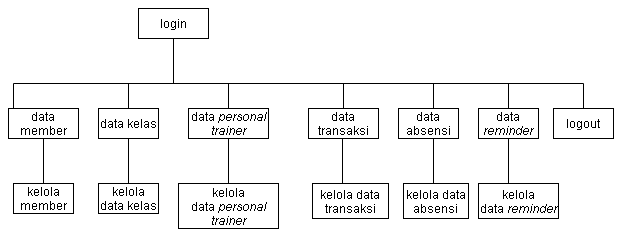 login
data
member
data kelas
data personal
trainer
data
transaksi
data
absensi
data
reminder
logout
kelola
member
kelola
data kelas
kelola
data personal
trainer
kelola data
transaksi
kelola data
absensi
kelola
data reminder